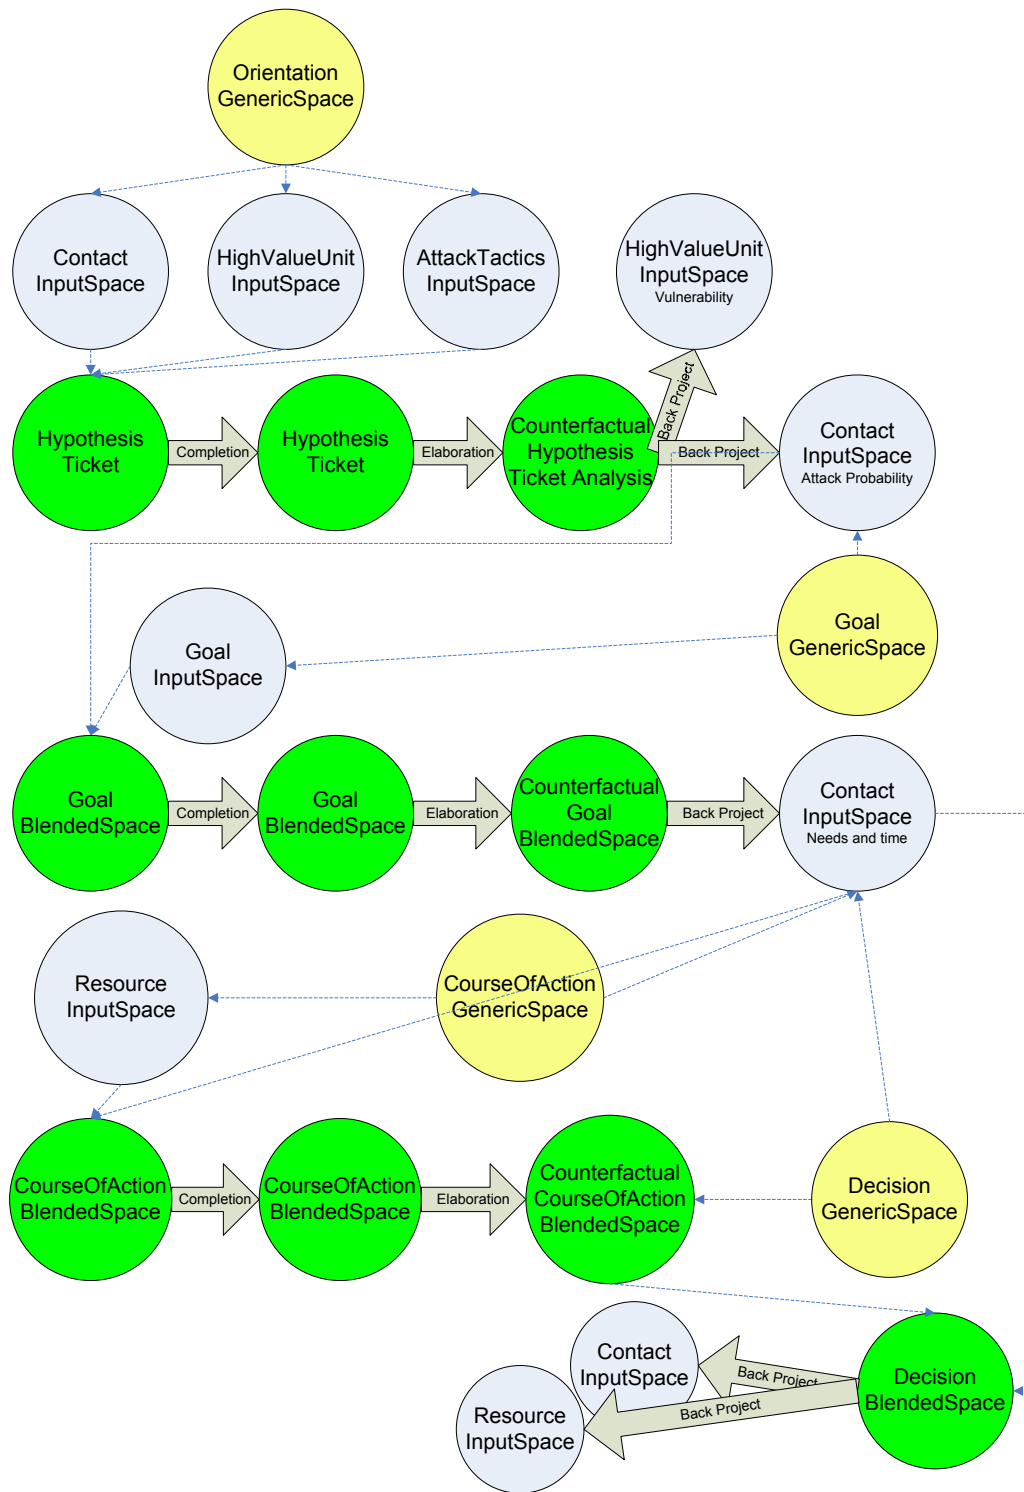 Orientation
GenericSpace
Contact
InputSpace
HighValueUnit
InputSpace
AttackTactics
InputSpace
HighValueUnit
InputSpace
Vulnerability
Hypothesis
Ticket
Completion
Hypothesis
Ticket
Elaboration
Counterfactual
Hypothesis
Ticket Analysis
Back Project
Back Project
Contact
InputSpace
Attack Probability
Goal
InputSpace
Goal
GenericSpace
Goal
BlendedSpace
Completion
Goal
BlendedSpace
Elaboration
Counterfactual
Goal
BlendedSpace
Back Project
Contact
InputSpace
Needs and time
Resource
InputSpace
CourseOfAction
GenericSpace
CourseOfAction
BlendedSpace
Completion
CourseOfAction
BlendedSpace
Elaboration
Counterfactual
CourseOfAction
BlendedSpace
Decision
GenericSpace
Contact
InputSpace
Back Project
Resource
InputSpace
Back Project
Decision
BlendedSpace